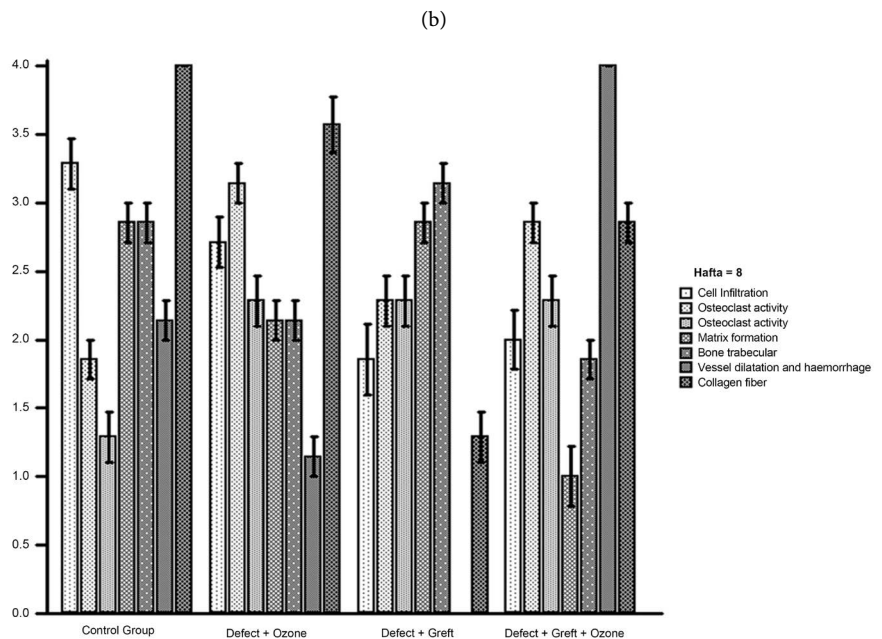 (b)
4.0
3.5
3.0
2.5
2.0
1.5
1.0
0.5
0.0
Control Group
Defect + Ozone
Defect + Greft
Defect + Greft + Ozone
Hafta = 8
Cell Infiltration
Osteoclast activity
Osteoclast activity
Matrix formation
Bone trabecular
Vessel dilatation and haemorrhage
Collagen fiber